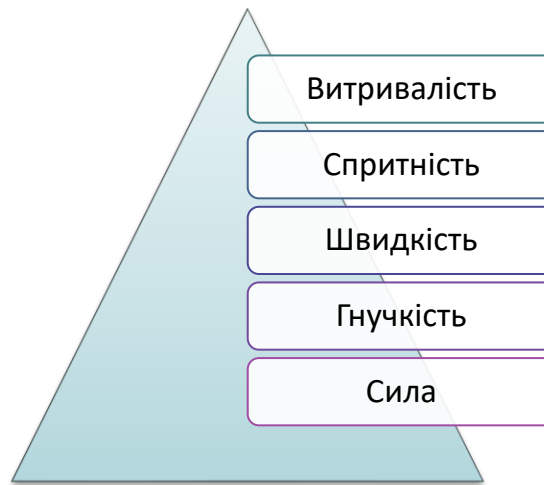 Витривалість
Спритність
Швидкість
Гнучкість
Сила